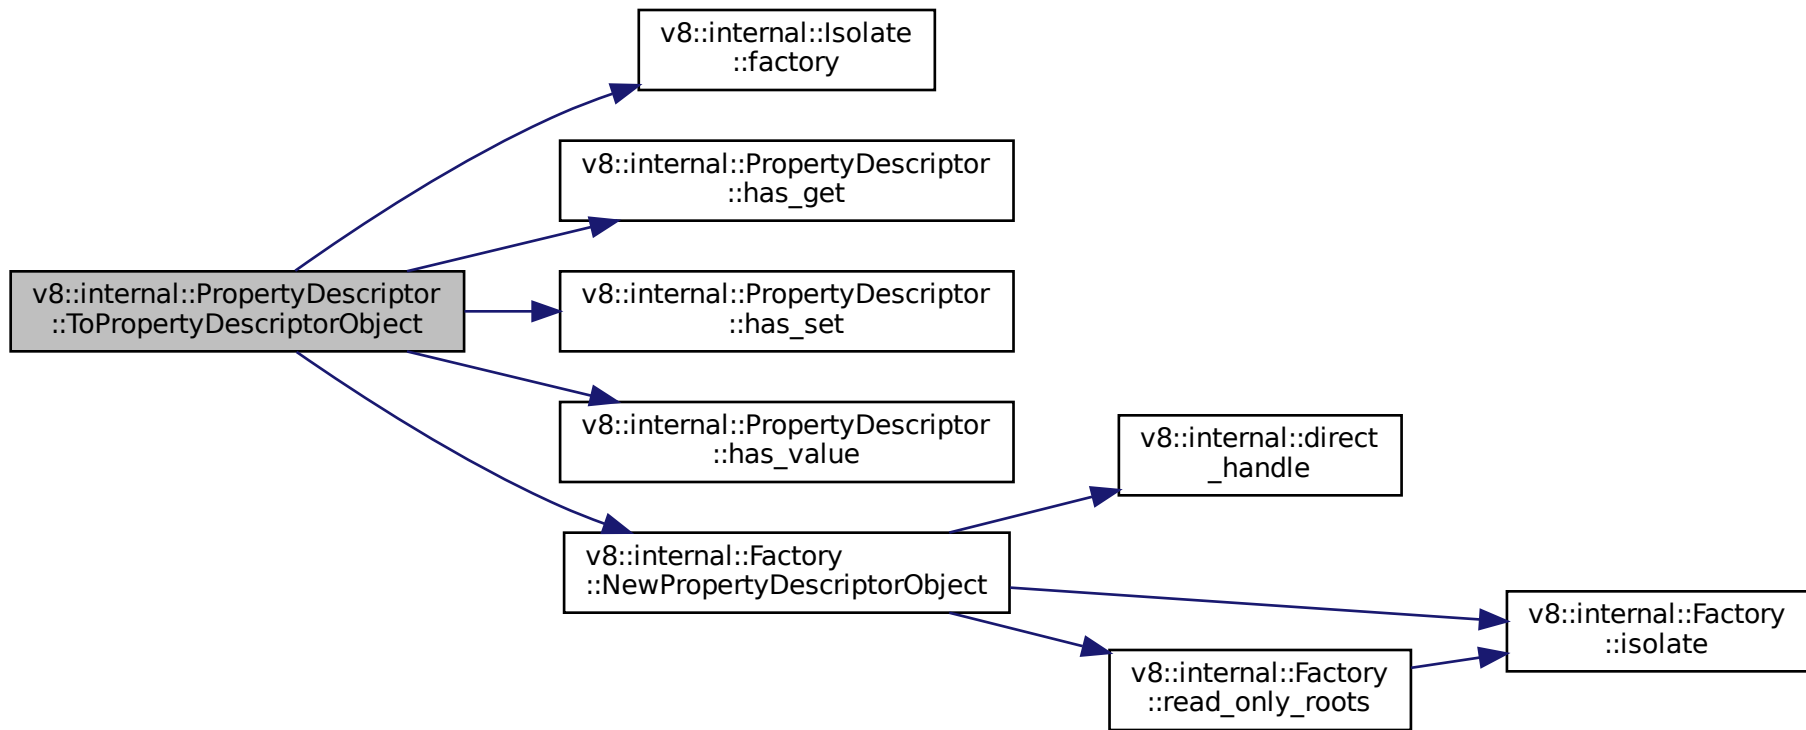 v8::internal::Isolate
::factory
v8::internal::PropertyDescriptor
::has_get
v8::internal::PropertyDescriptor
::ToPropertyDescriptorObject
v8::internal::PropertyDescriptor
::has_set
v8::internal::PropertyDescriptor
::has_value
v8::internal::direct
_handle
v8::internal::Factory
::NewPropertyDescriptorObject
v8::internal::Factory
::isolate
v8::internal::Factory
::read_only_roots